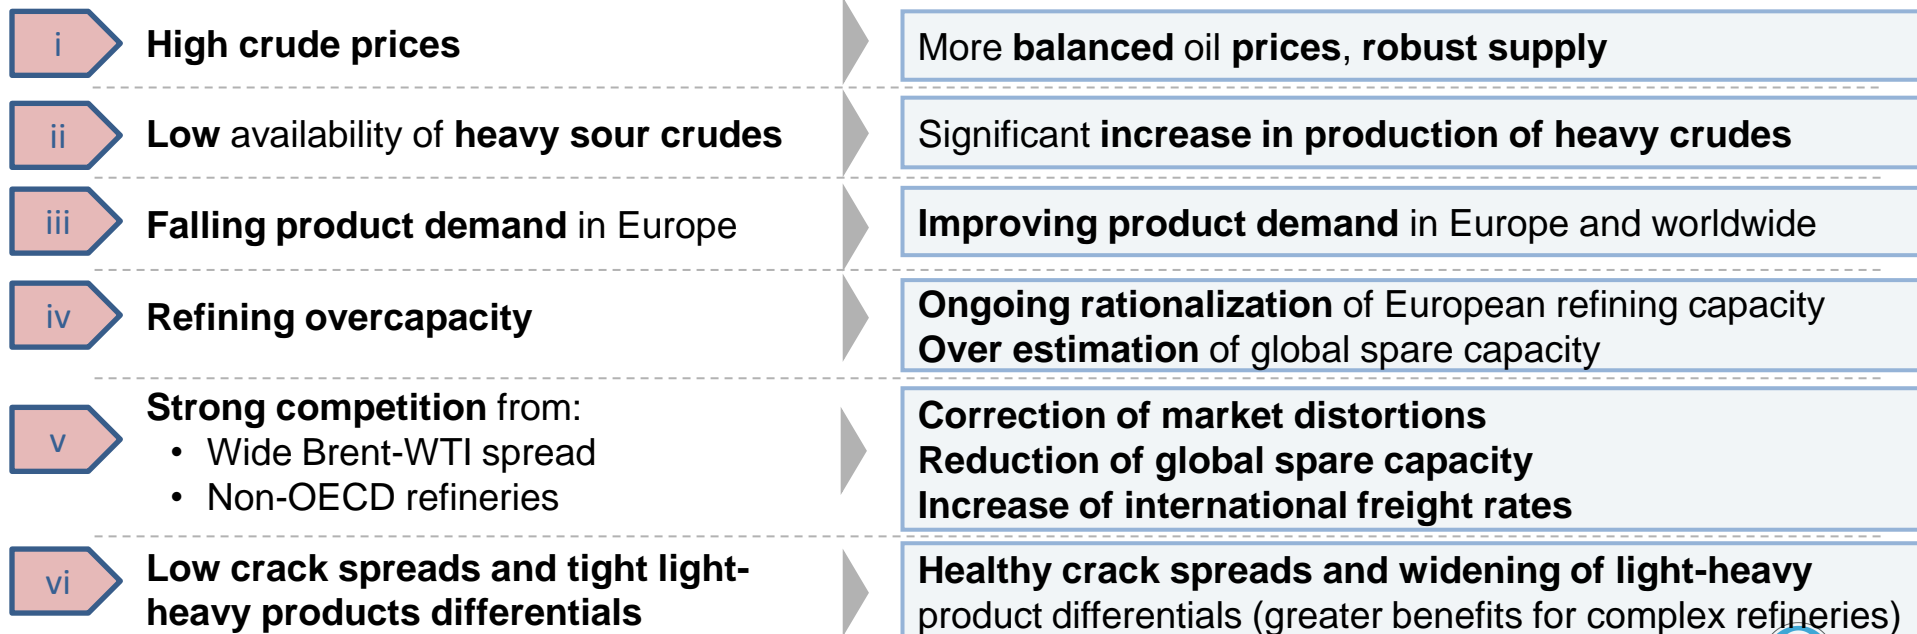 i
High crude prices
More balanced oil prices, robust supply
ii
Low availability of heavy sour crudes
Significant increase in production of heavy crudes
iii
Falling product demand in Europe
Improving product demand in Europe and worldwide
iv
Refining overcapacity
Ongoing rationalization of European refining capacity
Over estimation of global spare capacity
v
Strong competition from:
• Wide Brent-WTI spread
• Non-OECD refineries
Correction of market distortions
Reduction of global spare capacity
Increase of international freight rates
vi
Low crack spreads and tight light-
heavy products differentials
Healthy crack spreads and widening of light-heavy
product differentials (greater benefits for complex refineries)